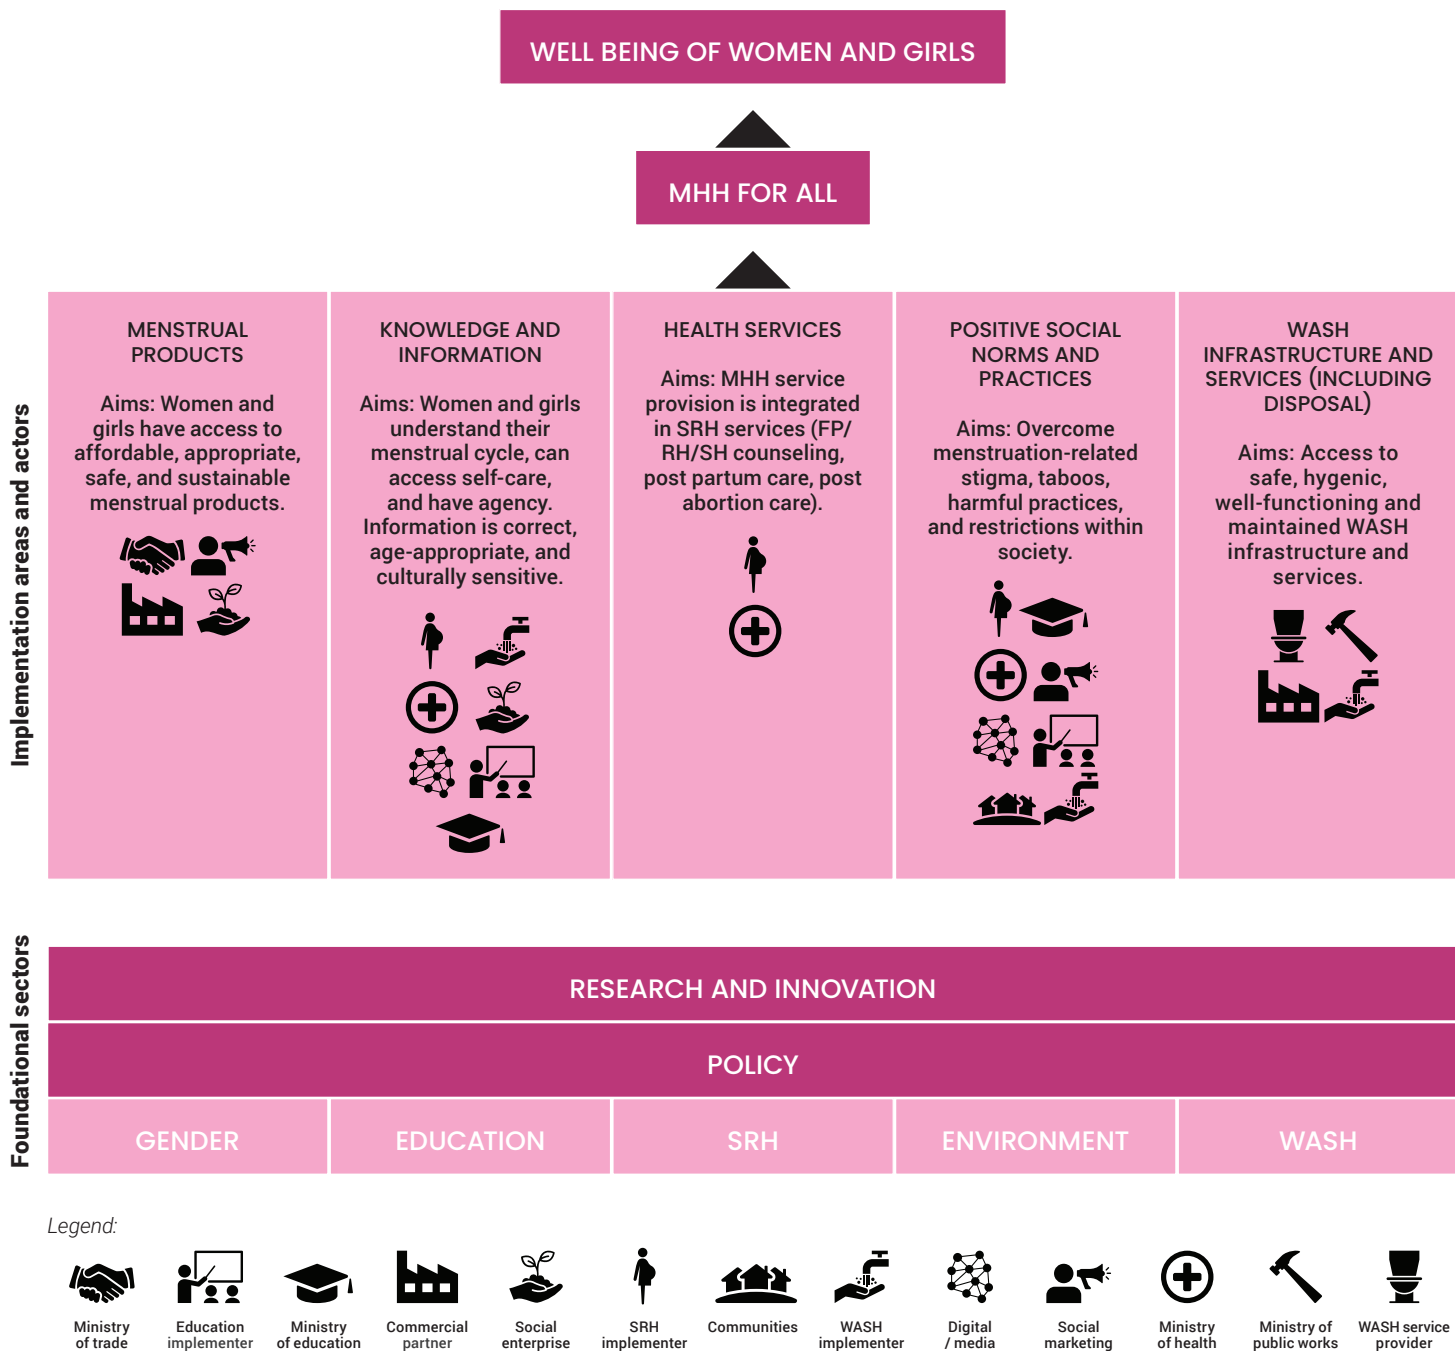 WELL BEING OF WOMEN AND GIRLS
MHH FOR ALL
Implementation areas and actors
MENSTRUAL
PRODUCTS
Aims: Women and
girls have access to
affordable, appropriate,
safe, and sustainable
menstrual products.
KNOWLEDGE AND
INFORMATION
Aims: Women and girls
understand their
menstrual cycle, can
access self-care,
and have agency.
Information is correct,
age-appropriate, and
culturally sensitive.
HEALTH SERVICES
Aims: MHH service
provision is integrated
in SRH services (FP/
RH/SH counseling,
post partum care, post
abortion care).
POSITIVE SOCIAL
NORMS AND
PRACTICES
Aims: Overcome
menstruation-related
stigma, taboos,
harmful practices,
and restrictions within
society.
WASH
INFRASTRUCTURE AND
SERVICES (INCLUDING
DISPOSAL)
Aims: Access to
safe, hygenic,
well-functioning and
maintained WASH
infrastructure and
services.
Foundational sectors
RESEARCH AND INNOVATION
POLICY
GENDER
EDUCATION
SRH
ENVIRONMENT
WASH
Legend:
Ministry
of trade
Education
implementer
Ministry
of education
Commercial
partner
Social
enterprise
SRH
implementer
Communities
WASH
implementer
Digital
/ media
Social
marketing
Ministry
of health
Ministry of
public works
WASH service
provider